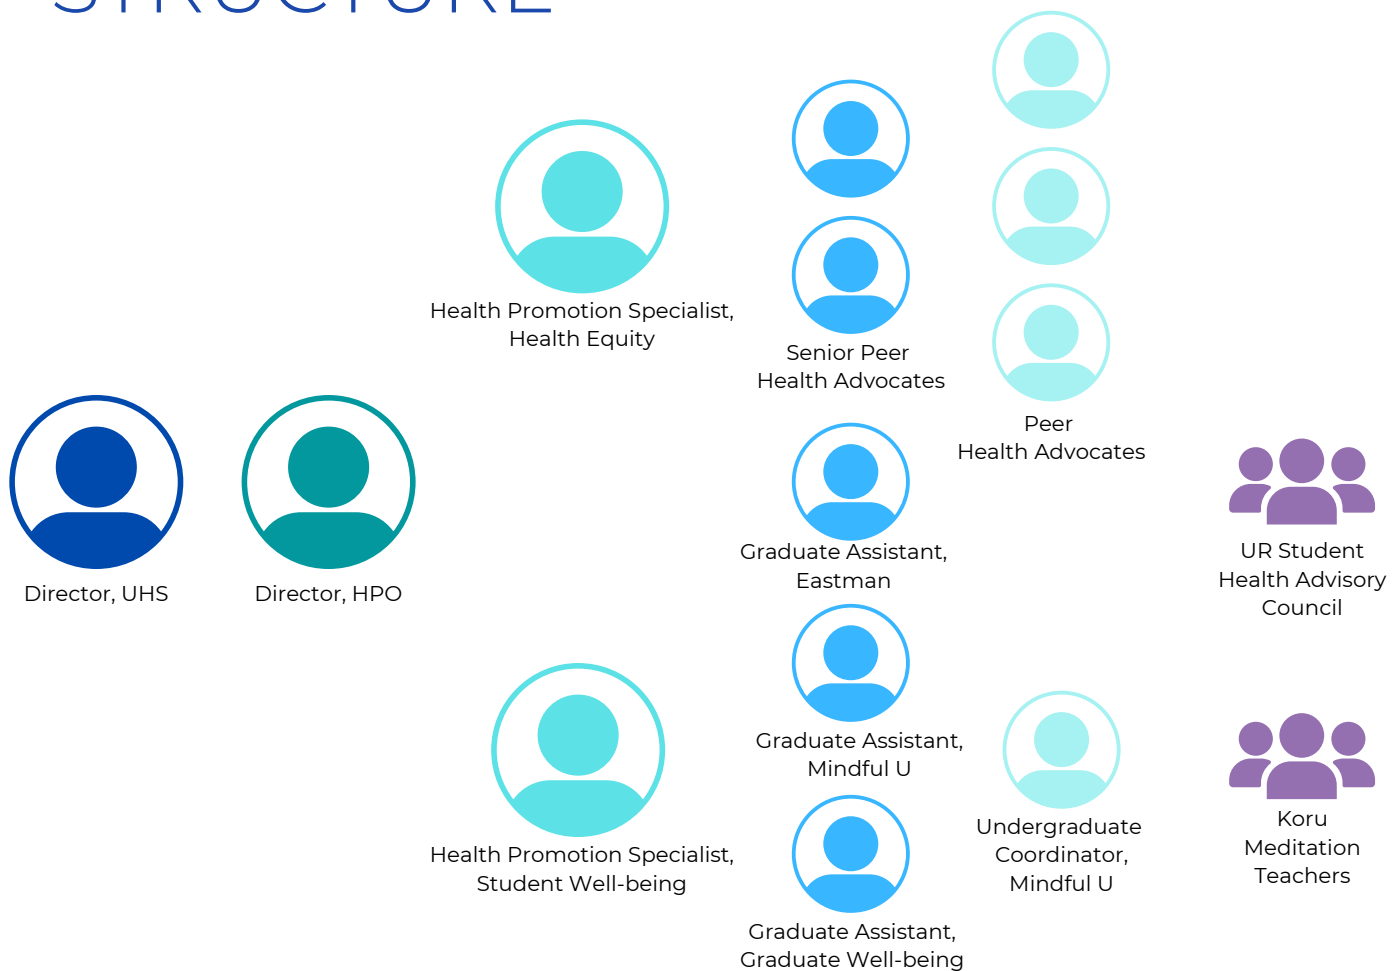 STRUCTURE
Health Promotion Specialist,
Health Equity
Senior Peer
Health Advocates
Peer
Health Advocates
Director, UHS
Director, HPO
Graduate Assistant,
Eastman
UR Student
Health Advisory
Council
Graduate Assistant,
Mindful U
Health Promotion Specialist,
Student Well-being
Undergraduate
Coordinator,
Mindful U
Koru
Meditation
Teachers
Graduate Assistant,
Graduate Well-being